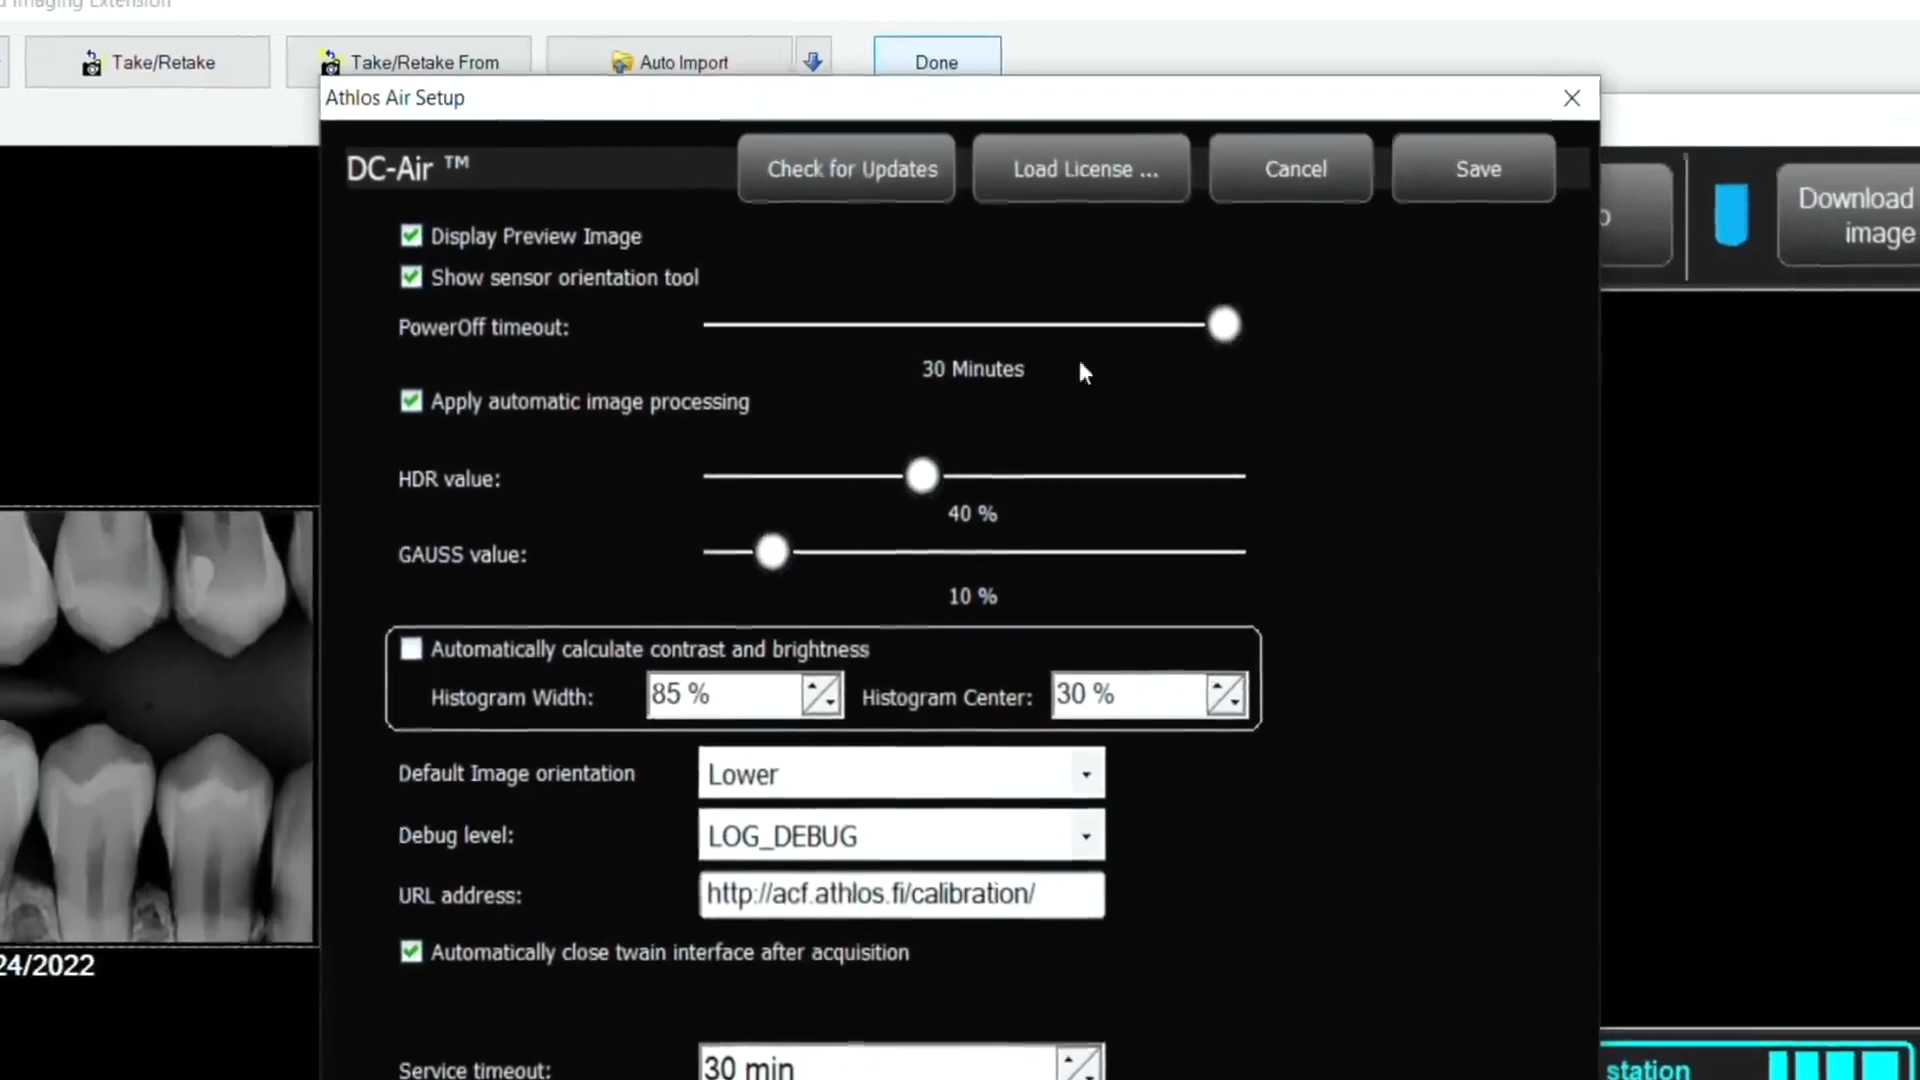 d Imaging Extension
Take/Retake
Take/Retake From
Auto Import
Done
Athlos Air Setup
DC-Air ™
Check for Updates
Load License ...
Cancel
Save
Download
image
Display Preview Image
Show sensor orientation tool
PowerOff timeout:
30 Minutes
Apply automatic image processing
HDR value:
40 %
GAUSS value:
10 %
Automatically calculate contrast and brightness
Histogram Width: 85 % Histogram Center: 30 %
Default Image orientation Lower
Debug level: LOG_DEBUG
URL address: http://acf.athlos.fi/calibration/
Automatically close twain interface after acquisition
24/2022
Service timeout: 30 min
station